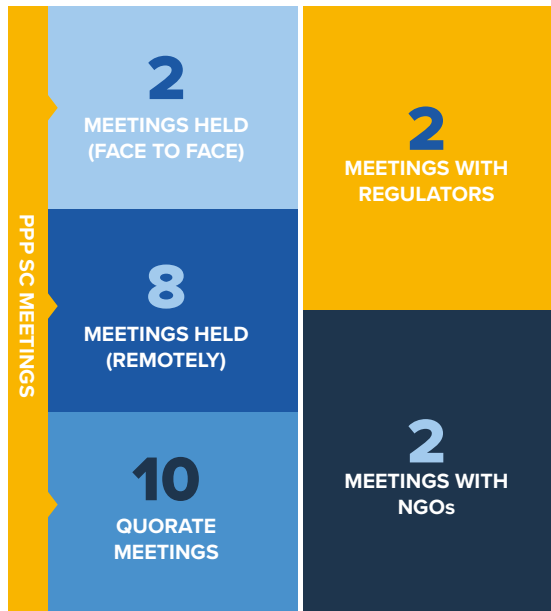 PPP SC MEETINGS
2
MEETINGS HELD
(FACE TO FACE)
8
MEETINGS HELD
(REMOTELY)
10
QUORATE
MEETINGS
2
MEETINGS WITH
REGULATORS
2
MEETINGS WITH
NGOs